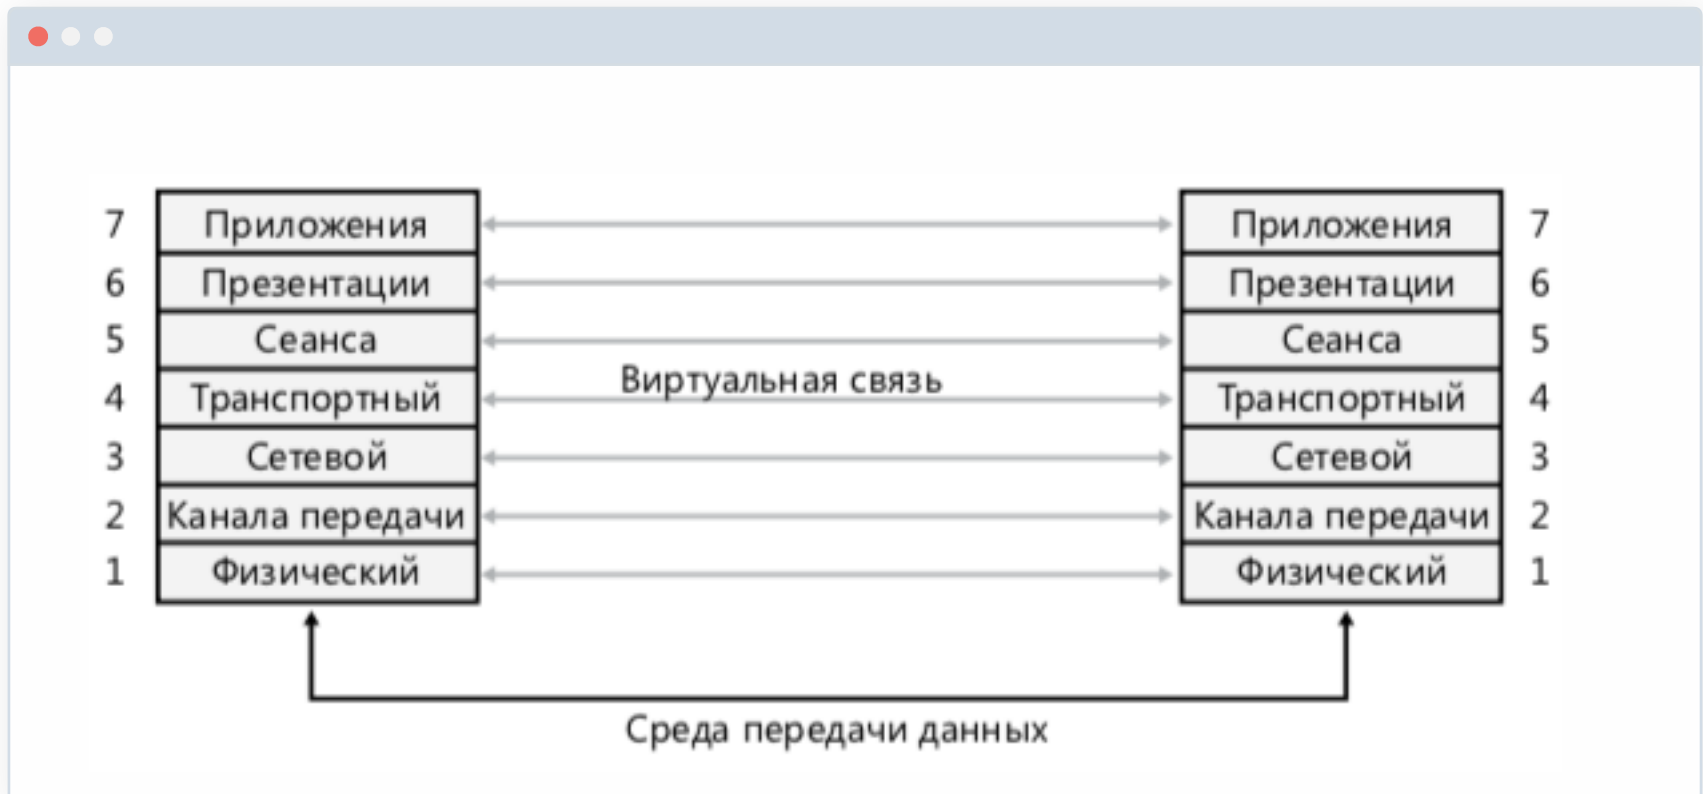 7 Приложения Приложения 7
6 Презентации Презентации 6
5 Сеанса Сеанса 5
Виртуальная связь
4 Транспортный Транспортный 4
3 Сетевой Сетевой 3
2 Канала передачи Канала передачи 2
1 Физический Физический 1
Среда передачи данных